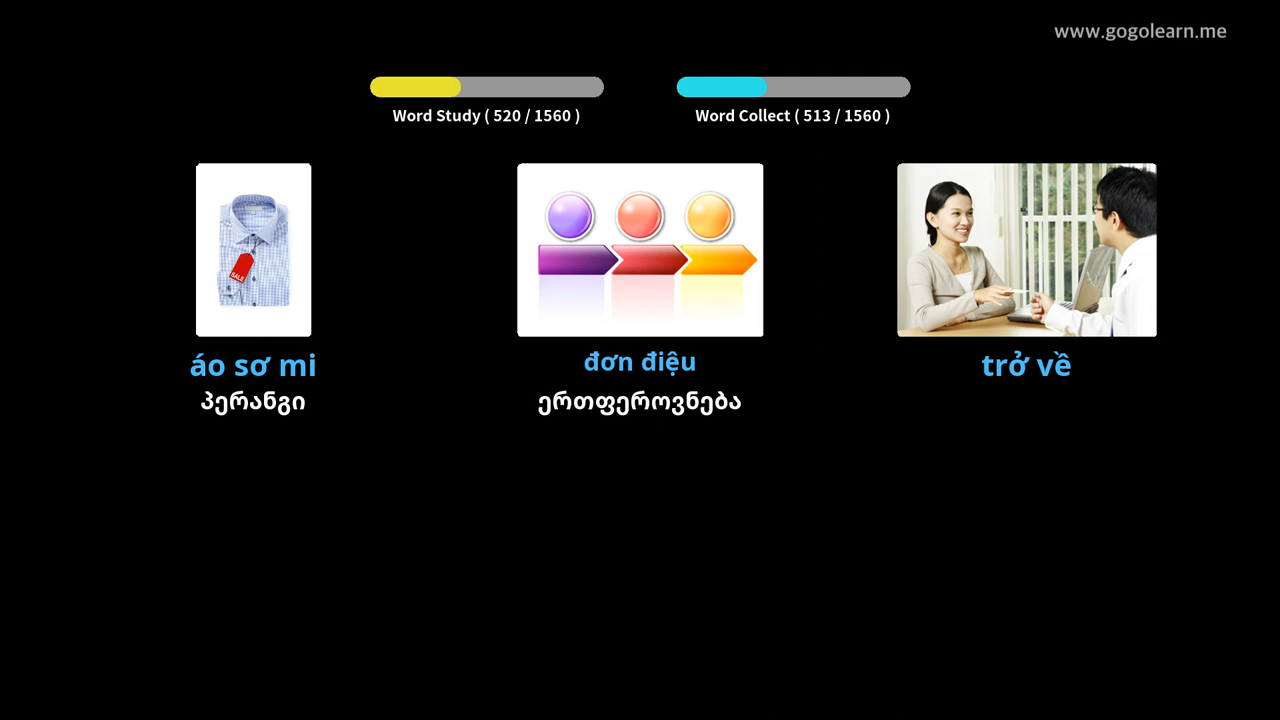 www.gogolearn.me
Word Study ( 520 / 1560 )
Word Collect ( 513 / 1560 )
SALE
áo sơ mi
პერანგი
đơn điệu
ერთფეროვნება
trở về